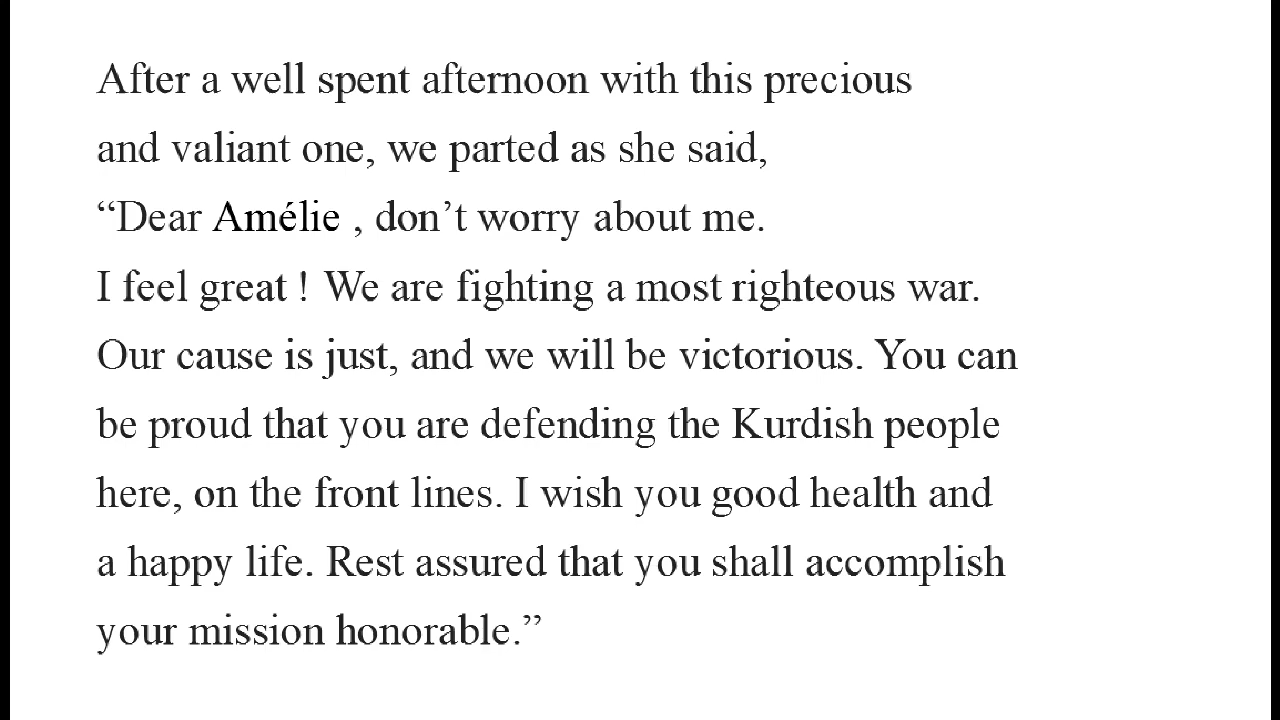 After a well spent afternoon with this precious
and valiant one, we parted as she said,
“Dear Amélie , don’t worry about me.
I feel great ! We are fighting a most righteous war.
Our cause is just, and we will be victorious. You can
be proud that you are defending the Kurdish people
here, on the front lines. I wish you good health and
a happy life. Rest assured that you shall accomplish
your mission honorable.”